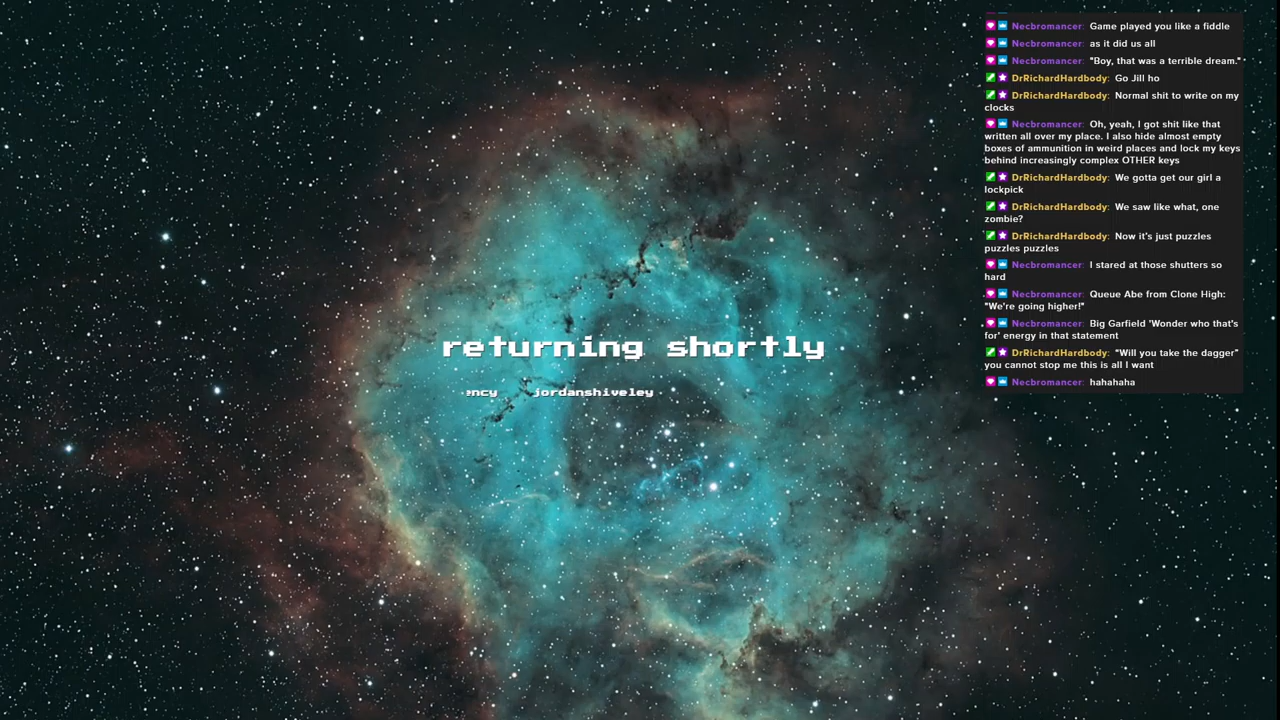 Necbromancer: Game played you like a fiddle
Necbromancer: as it did us all
Necbromancer: "Boy, that was a terrible dream."
DrRichardHardbody: Go Jill ho
DrRichardHardbody: Normal shit to write on my
clocks
Necbromancer: Oh, yeah, I got shit like that
written all over my place. I also hide almost empty
boxes of ammunition in weird places and lock my keys
behind increasingly complex OTHER keys
DrRichardHardbody: We gotta get our girl a
lockpick
DrRichardHardbody: We saw like what, one
zombie?
DrRichardHardbody: Now it's just puzzles
puzzles puzzles
Necbromancer: I stared at those shutters so
hard
Necbromancer: Queue Abe from Clone High:
"We're going higher!"
Necbromancer: Big Garfield 'Wonder who that's
for' energy in that statement
DrRichardHardbody: "Will you take the dagger"
you cannot stop me this is all I want
Necbromancer: hahahaha
returning shortly
ency jordanshiveley